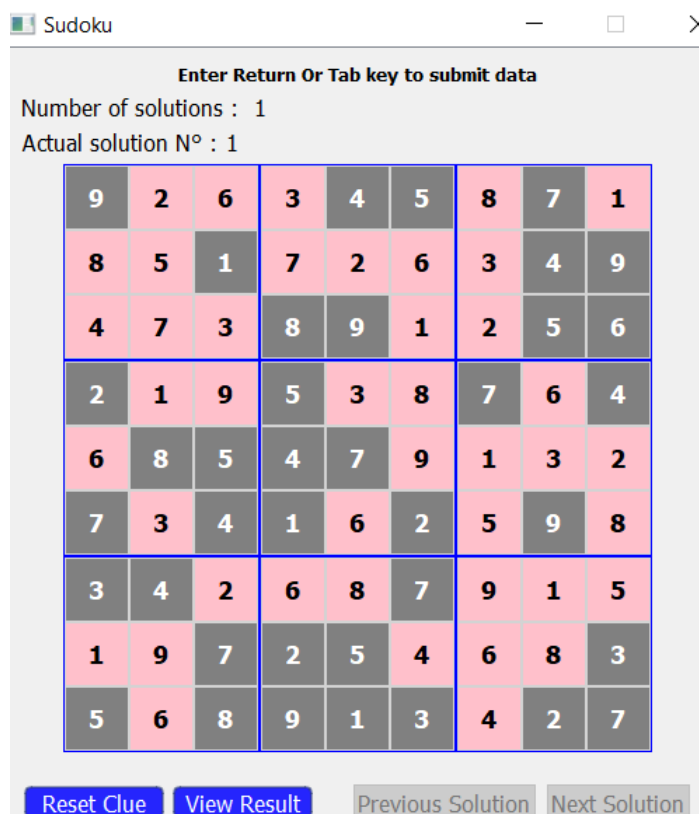 Sudoku
Enter Return Or Tab key to submit data
Number of solutions : 1
Actual solution N° : 1
9 2 6 3 4 5 8 7 1
8 5 1 7 2 6 3 4 9
4 7 3 8 9 1 2 5 6
2 1 9 5 3 8 7 6 4
6 8 5 4 7 9 1 3 2
7 3 4 1 6 2 5 9 8
3 4 2 6 8 7 9 1 5
1 9 7 2 5 4 6 8 3
5 6 8 9 1 3 4 2 7
Reset Clue View Result Previous Solution Next Solution